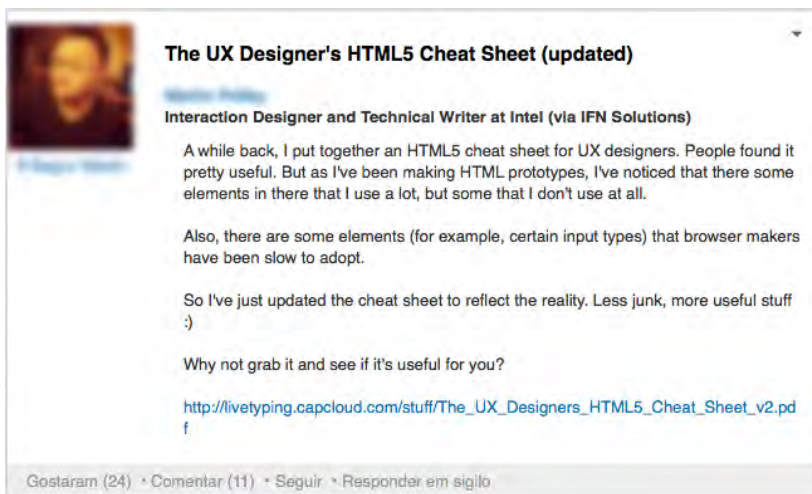 The UX Designer's HTML5 Cheat Sheet (updated)
Interaction Designer and Technical Writer at Intel (via IFN Solutions)
A while back, I put together an HTML5 cheat sheet for UX designers. People found it
pretty useful. But as I've been making HTML prototypes, I've noticed that there some
elements in there that I use a lot, but some that I don't use at all.
Also, there are some elements (for example, certain input types) that browser makers
have been slow to adopt.
So I've just updated the cheat sheet to reflect the reality. Less junk, more useful stuff
:)
Why not grab it and see if it's useful for you?
http://livetyping.capcloud.com/stuff/The_UX_Designers_HTML5_Cheat_Sheet_v2.pd
f
Gostaram (24) • Comentar (11) • Seguir • Responder em sigilo